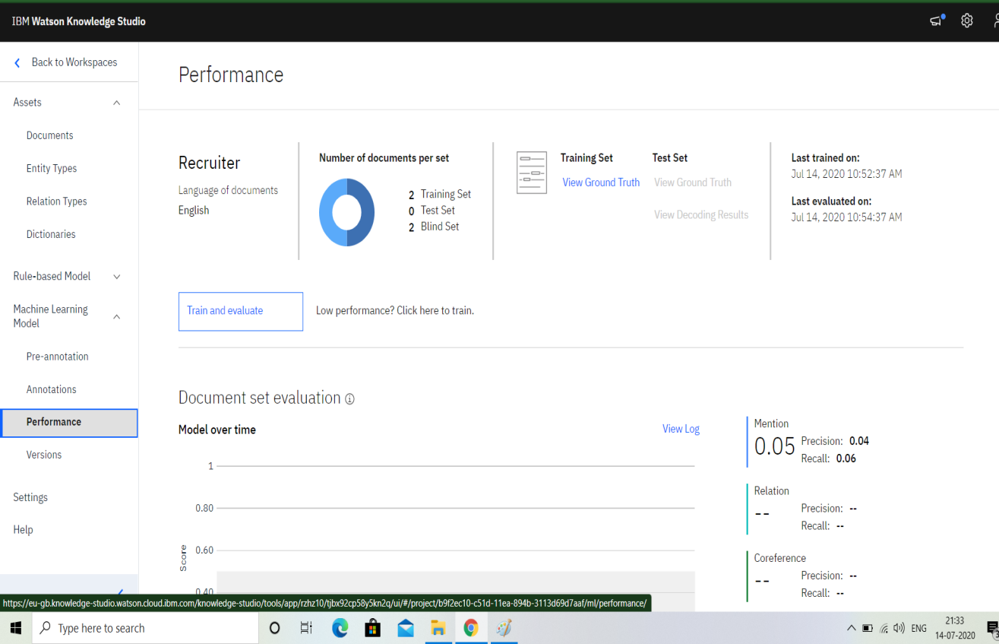 IBM Watson Knowledge Studio
Back to Workspaces
Assets
Documents
Entity Types
Relation Types
Dictionaries
Rule-based Model
Machine Learning
Model
Pre-annotation
Annotations
Performance
Versions
Settings
Help
Performance
Recruiter
Language of documents
English
Number of documents per set
2 Training Set
0 Test Set
2 Blind Set
Training Set
View Ground Truth
Test Set
View Ground Truth
View Decoding Results
Last trained on:
Jul 14, 2020 10:52:37 AM
Last evaluated on:
Jul 14, 2020 10:54:37 AM
Train and evaluate
Low performance? Click here to train.
Document set evaluation
Model over time
View Log
1
0.80
0.60
0.40
Score
Mention
0.05
Precision: 0.04
Recall: 0.06
Relation
--
Precision: --
Recall: --
Coreference
--
Precision: --
Recall: --
https://eu-gb.knowledge-studio.watson.cloud.ibm.com/knowledge-studio/tools/app/rzhz10/tjbx92cp58y5kn2q/ui/#/project/b9f2ec10-c51d-11ea-894b-3113d69d7aaf/ml/performance/
Type here to search
ENG
21:33
14-07-2020
3